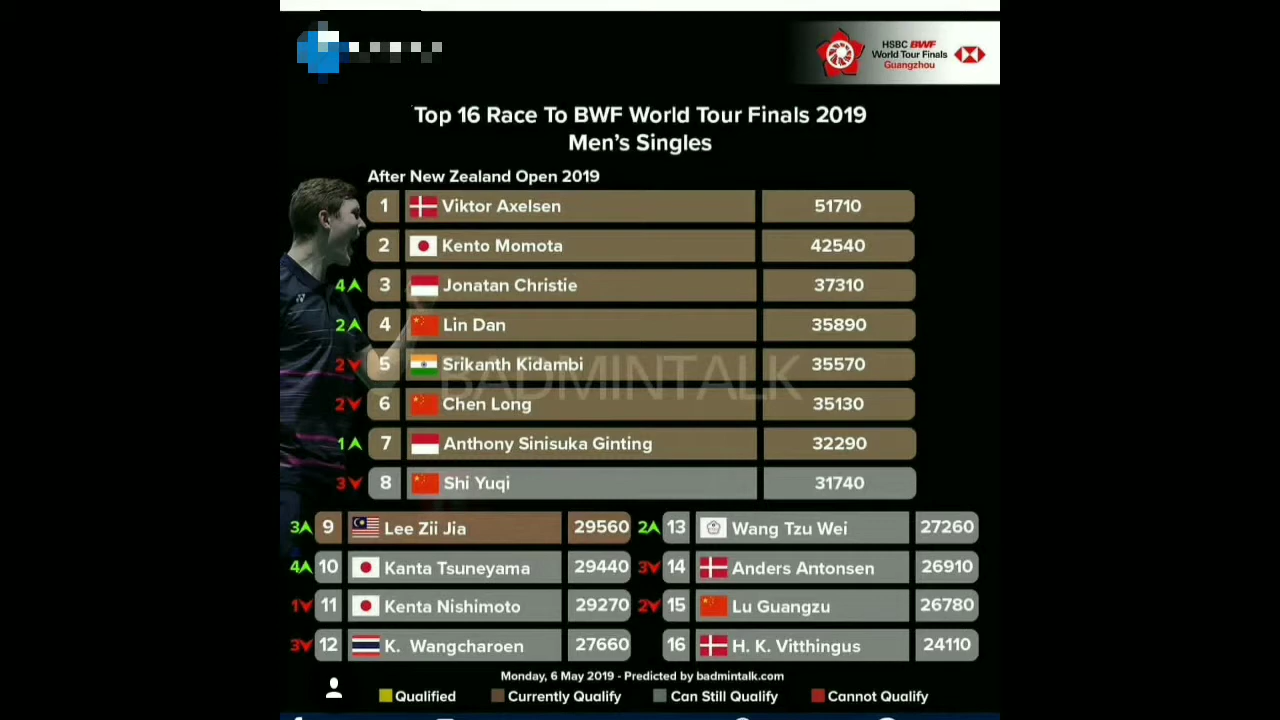 HSBC BWF
World Tour Finals
Guangzhou
Top 16 Race To BWF World Tour Finals 2019
Men's Singles
After New Zealand Open 2019
1 Viktor Axelsen 51710
2 Kento Momota 42540
4 3 Jonatan Christie 37310
2 4 Lin Dan 35890
2 5 Srikanth Kidambi 35570
BADMINTALK
2 6 Chen Long 35130
1 7 Anthony Sinisuka Ginting 32290
3 8 Shi Yuqi 31740
3 9 Lee Zii Jia 29560 2 13 Wang Tzu Wei 27260
4 10 Kanta Tsuneyama 29440 3 14 Anders Antonsen 26910
1 11 Kenta Nishimoto 29270 2 15 Lu Guangzu 26780
3 12 K. Wangcharoen 27660 16 H. K. Vitthingus 24110
Monday, 6 May 2019 - Predicted by badmintalk.com
Qualified Currently Qualify Can Still Qualify Cannot Qualify